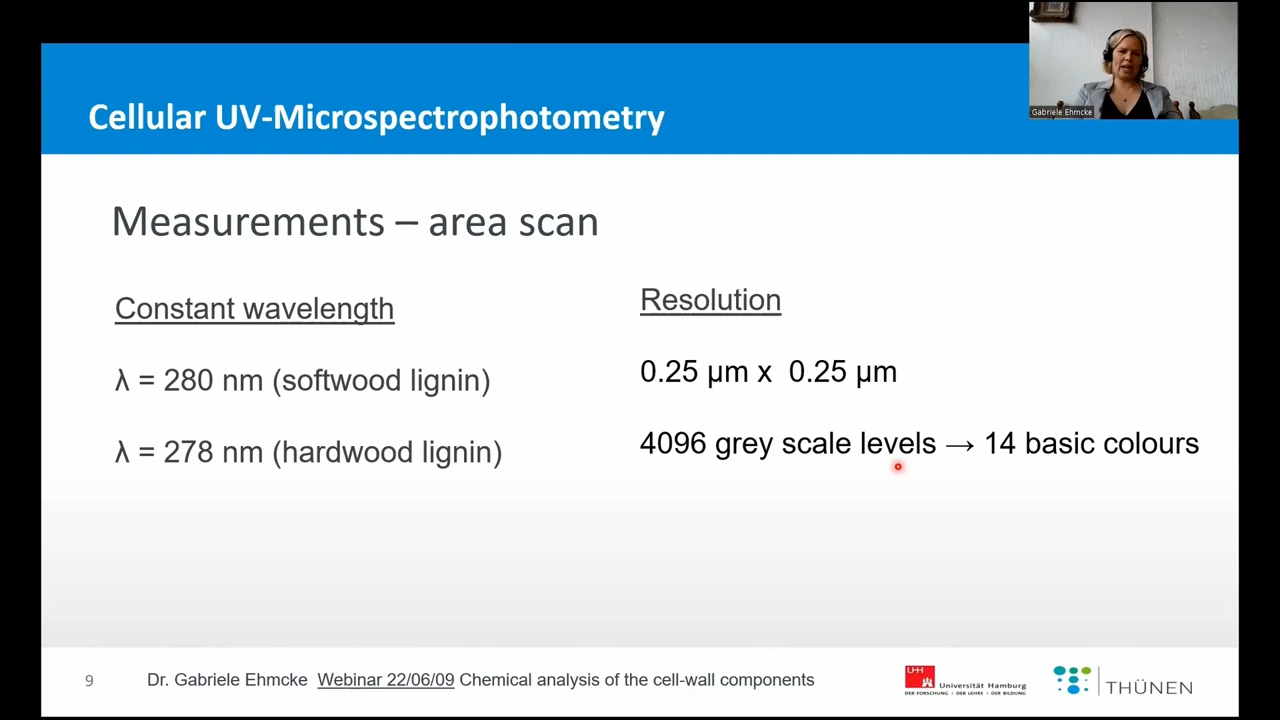 Gabriele Ehmcke
Cellular UV-Microspectrophotometry
Measurements – area scan
Constant wavelength
λ = 280 nm (softwood lignin)
λ = 278 nm (hardwood lignin)
Resolution
0.25 µm x 0.25 µm
4096 grey scale levels → 14 basic colours
9 Dr. Gabriele Ehmcke Webinar 22/06/09 Chemical analysis of the cell-wall components
UHH
Universität Hamburg
DER FORSCHUNG | DER LEHRE | DER BILDUNG
THÜNEN